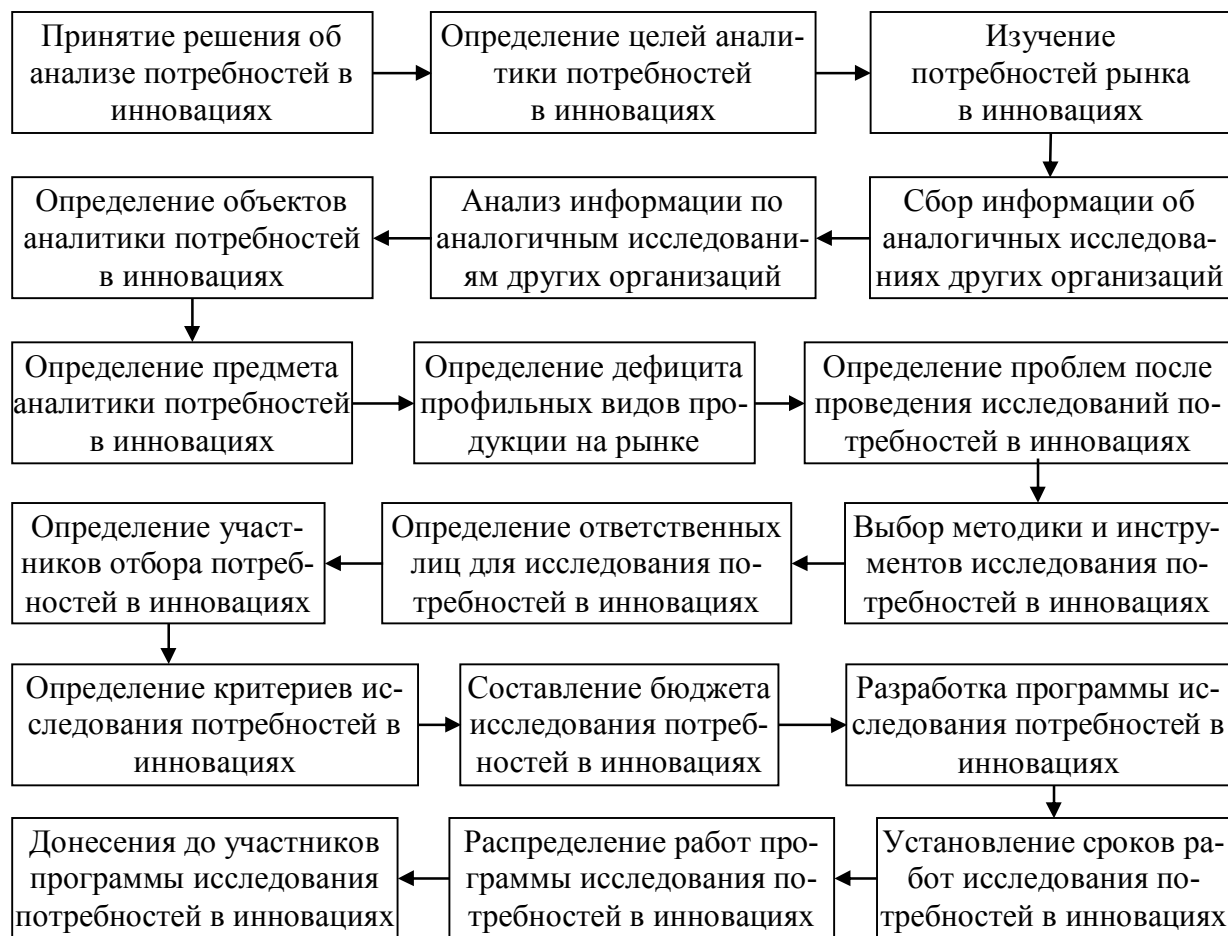 Принятие решения об
анализе потребностей в
инновациях
Определение целей анали-
тики потребностей
в инновациях
Изучение
потребностей рынка
в инновациях
Определение объектов
аналитики потребностей
в инновациях
Анализ информации по
аналогичным исследовани-
ям других организаций
Сбор информации об
аналогичных исследова-
ниях других организаций
Определение предмета
аналитики потребностей
в инновациях
Определение дефицита
профильных видов про-
дукции на рынке
Определение проблем после
проведения исследований по-
требностей в инновациях
Определение участ-
ников отбора потреб-
ностей в инновациях
Определение ответственных
лиц для исследования по-
требностей в инновациях
Выбор методики и инстру-
ментов исследования по-
требностей в инновациях
Определение критериев ис-
следования потребностей в
инновациях
Составление бюджета
исследования потреб-
ностей в инновациях
Разработка программы ис-
следования потребностей в
инновациях
Донесения до участников
программы исследования
потребностей в инновациях
Распределение работ про-
граммы исследования по-
требностей в инновациях
Установление сроков ра-
бот исследования по-
требностей в инновациях